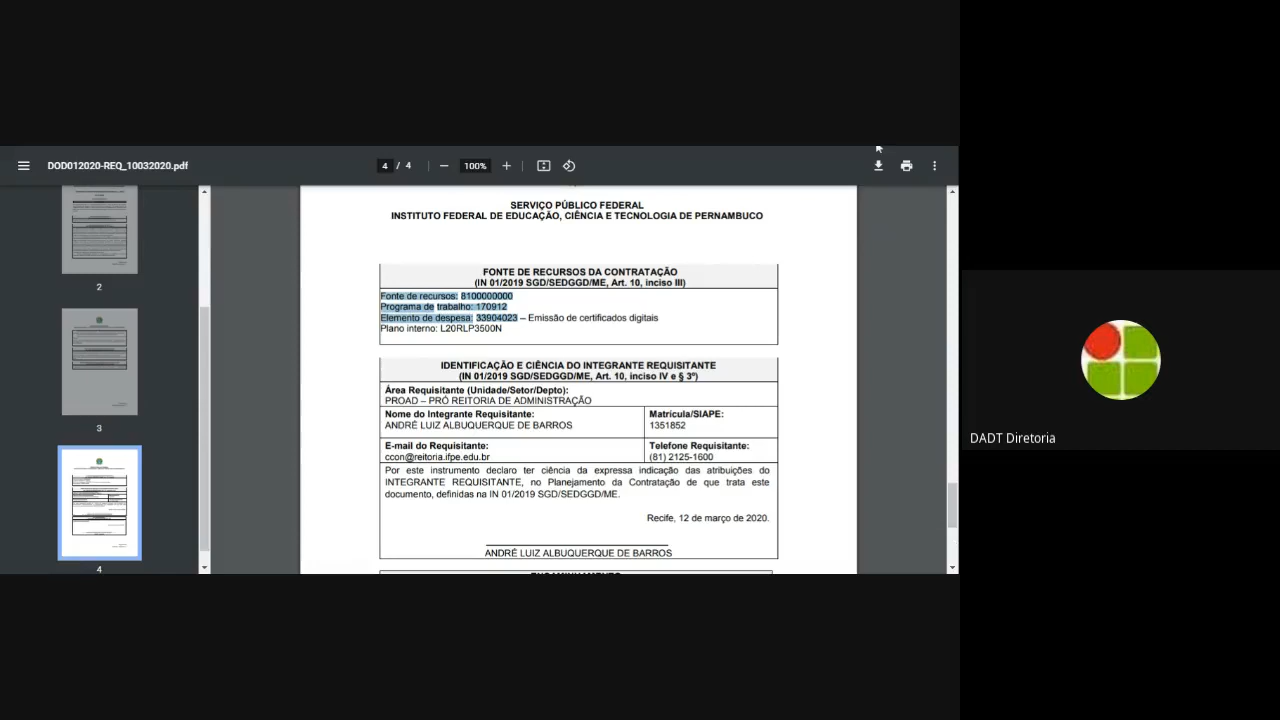 DOD012020-REQ_10032020.pdf
4 / 4
100%
SERVIÇO PÚBLICO FEDERAL
INSTITUTO FEDERAL DE EDUCAÇÃO, CIÊNCIA E TECNOLOGIA DE PERNAMBUCO
FONTE DE RECURSOS DA CONTRATAÇÃO
(IN 01/2019 SGD/SEDGGD/ME, Art. 10, inciso III)
Fonte de recursos: 8100000000
Programa de trabalho: 170912
Elemento de despesa: 33904023 – Emissão de certificados digitais
Plano interno: L20RLP3500N
IDENTIFICAÇÃO E CIÊNCIA DO INTEGRANTE REQUISITANTE
(IN 01/2019 SGD/SEDGGD/ME, Art. 10, inciso IV e § 3º)
Área Requisitante (Unidade/Setor/Depto):
PROAD – PRÓ REITORIA DE ADMINISTRAÇÃO
Nome do Integrante Requisitante:
ANDRÉ LUIZ ALBUQUERQUE DE BARROS
Matrícula/SIAPE:
1351852
E-mail do Requisitante:
ccon@reitoria.ifpe.edu.br
Telefone Requisitante:
(81) 2125-1600
Por este instrumento declaro ter ciência da expressa indicação das atribuições do
INTEGRANTE REQUISITANTE, no Planejamento da Contratação de que trata este
documento, definidas na IN 01/2019 SGD/SEDGGD/ME.
Recife, 12 de março de 2020.
ANDRÉ LUIZ ALBUQUERQUE DE BARROS
2
3
4
DADT Diretoria